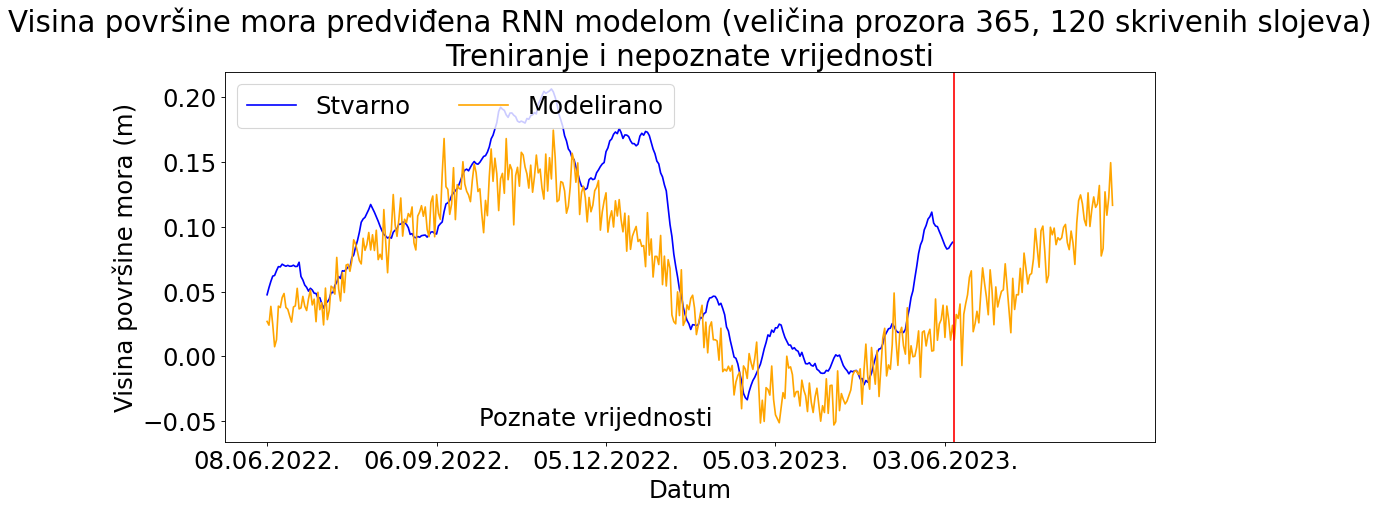 Visina površine mora predviđena RNN modelom (veličina prozora 365, 120 skrivenih slojeva)
Treniranje i nepoznate vrijednosti
Stvarno Modelirano
Visina površine mora (m)
0.20
0.15
0.10
0.05
0.00
−0.05
Poznate vrijednosti
08.06.2022. 06.09.2022. 05.12.2022. 05.03.2023. 03.06.2023.
Datum